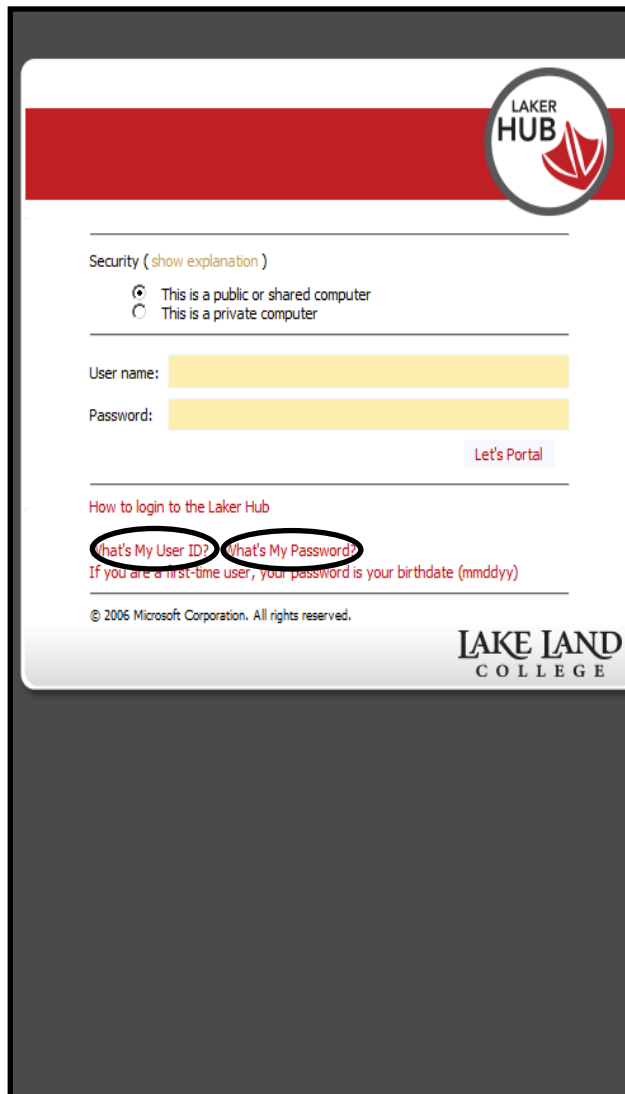 LAKER
HUB
Security ( show explanation )
This is a public or shared computer
This is a private computer
User name:
Password:
Let's Portal
How to login to the Laker Hub
What's My User ID? What's My Password?
If you are a first-time user, your password is your birthdate (mmddyy)
© 2006 Microsoft Corporation. All rights reserved.
LAKE LAND
COLLEGE